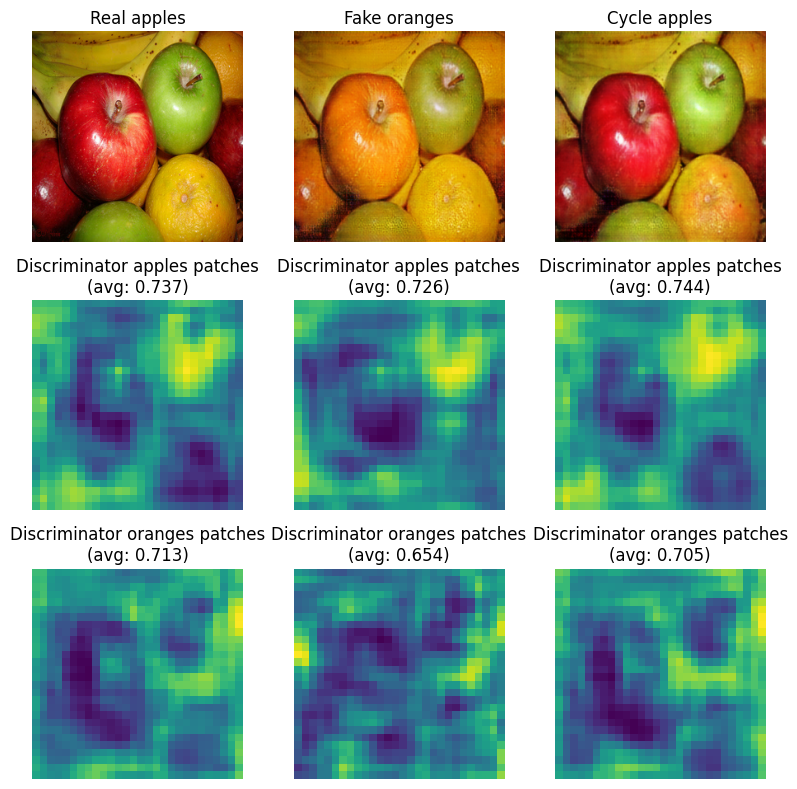 Real apples
Fake oranges
Cycle apples
Discriminator apples patches
(avg: 0.737)
Discriminator apples patches
(avg: 0.726)
Discriminator apples patches
(avg: 0.744)
Discriminator oranges patches
(avg: 0.713)
Discriminator oranges patches
(avg: 0.654)
Discriminator oranges patches
(avg: 0.705)